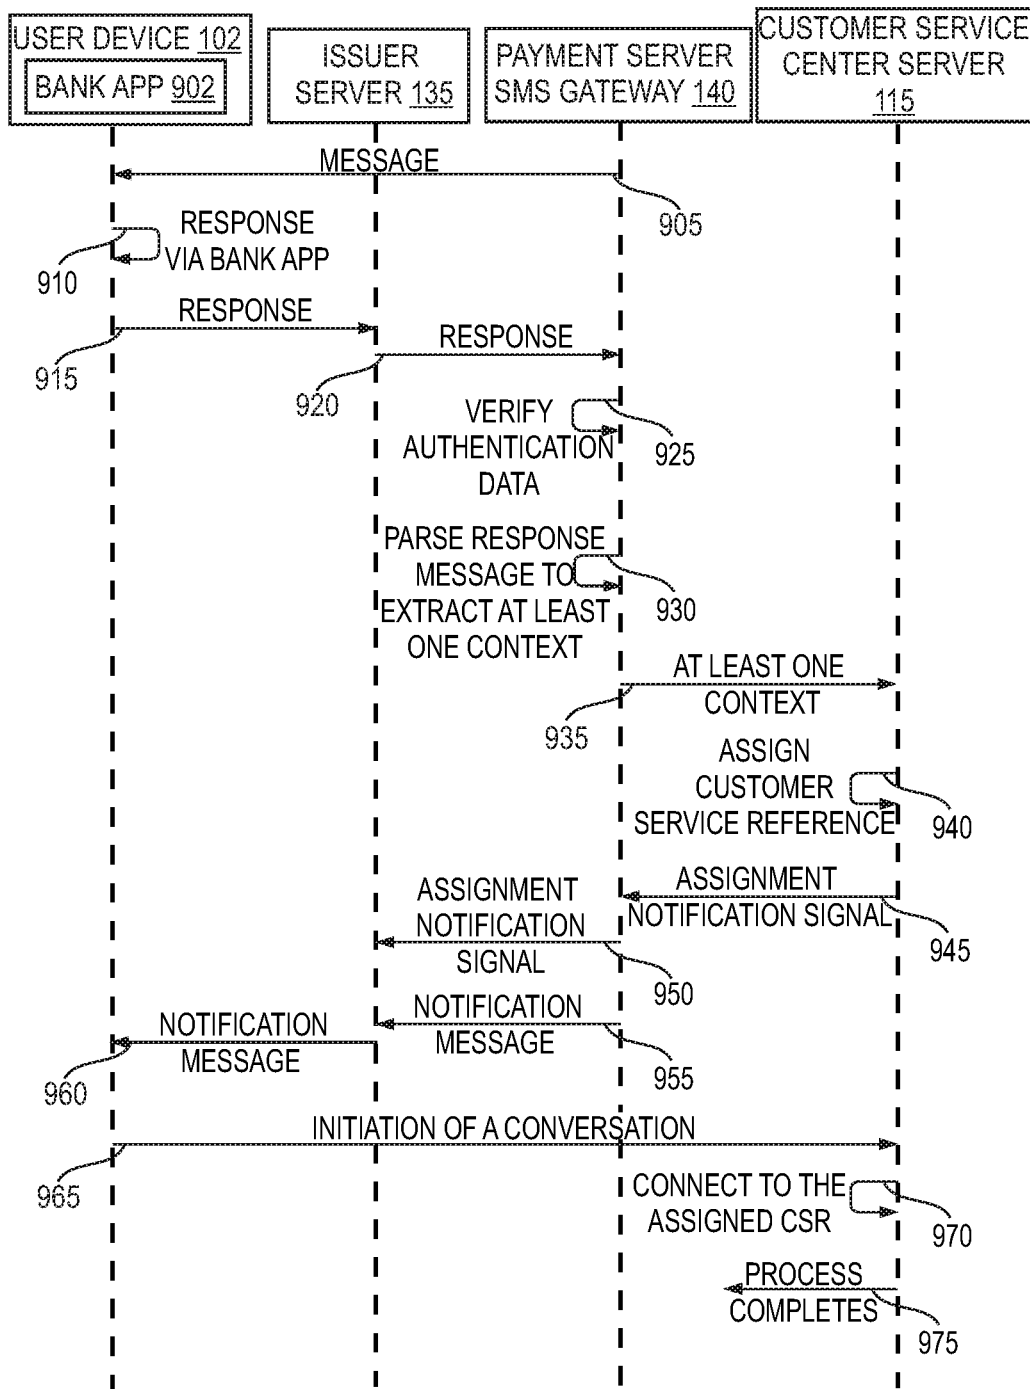 USER DEVICE 102
BANK APP 902
ISSUER
SERVER 135
PAYMENT SERVER
SMS GATEWAY 140
CUSTOMER SERVICE
CENTER SERVER
115
MESSAGE
905
RESPONSE
VIA BANK APP
910
RESPONSE
915
RESPONSE
920
VERIFY
AUTHENTICATION
DATA
925
PARSE RESPONSE
MESSAGE TO
EXTRACT AT LEAST
ONE CONTEXT
930
AT LEAST ONE
CONTEXT
935
ASSIGN
CUSTOMER
SERVICE REFERENCE
940
ASSIGNMENT
NOTIFICATION SIGNAL
945
ASSIGNMENT
NOTIFICATION
SIGNAL
950
NOTIFICATION
MESSAGE
955
NOTIFICATION
MESSAGE
960
INITIATION OF A CONVERSATION
965
CONNECT TO THE
ASSIGNED CSR
970
PROCESS
COMPLETES
975